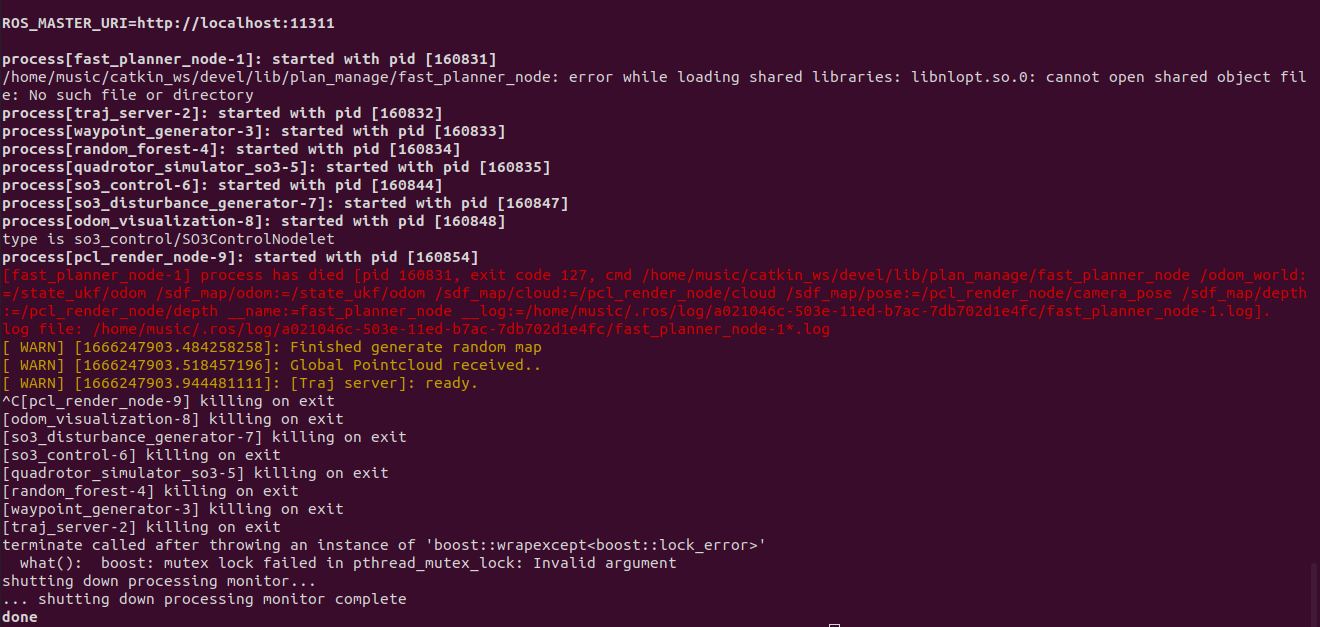 ROS_MASTER_URI=http://localhost:11311
process[fast_planner_node-1]: started with pid [160831]
/home/music/catkin_ws/devel/lib/plan_manage/fast_planner_node: error while loading shared libraries: libnlopt.so.0: cannot open shared object fil
e: No such file or directory
process[traj_server-2]: started with pid [160832]
process[waypoint_generator-3]: started with pid [160833]
process[random_forest-4]: started with pid [160834]
process[quadrotor_simulator_so3-5]: started with pid [160835]
process[so3_control-6]: started with pid [160844]
process[so3_disturbance_generator-7]: started with pid [160847]
process[odom_visualization-8]: started with pid [160848]
type is so3_control/SO3ControlNodelet
process[pcl_render_node-9]: started with pid [160854]
[fast_planner_node-1] process has died [pid 160831, exit code 127, cmd /home/music/catkin_ws/devel/lib/plan_manage/fast_planner_node /odom_world:
=/state_ukf/odom /sdf_map/odom:=/state_ukf/odom /sdf_map/cloud:=/pcl_render_node/cloud /sdf_map/pose:=/pcl_render_node/camera_pose /sdf_map/depth
:=/pcl_render_node/depth __name:=fast_planner_node __log:=/home/music/.ros/log/a021046c-503e-11ed-b7ac-7db702d1e4fc/fast_planner_node-1.log].
log file: /home/music/.ros/log/a021046c-503e-11ed-b7ac-7db702d1e4fc/fast_planner_node-1*.log
[ WARN] [1666247903.484258258]: Finished generate random map
[ WARN] [1666247903.518457196]: Global Pointcloud received..
[ WARN] [1666247903.944481111]: [Traj server]: ready.
^C[pcl_render_node-9] killing on exit
[odom_visualization-8] killing on exit
[so3_disturbance_generator-7] killing on exit
[so3_control-6] killing on exit
[quadrotor_simulator_so3-5] killing on exit
[random_forest-4] killing on exit
[waypoint_generator-3] killing on exit
[traj_server-2] killing on exit
terminate called after throwing an instance of 'boost::wrapexcept<boost::lock_error>'
  what():  boost: mutex lock failed in pthread_mutex_lock: Invalid argument
shutting down processing monitor...
... shutting down processing monitor complete
done